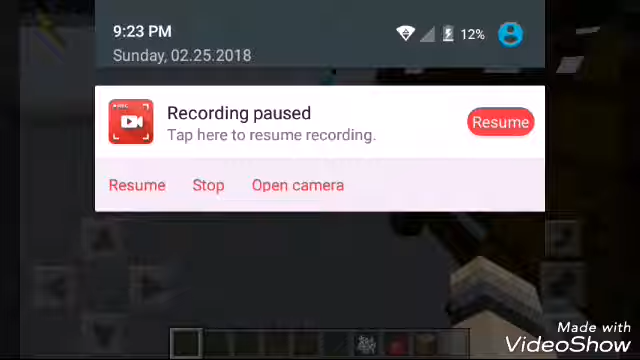 9:23 PM
12%
Sunday, 02.25.2018
Recording paused
Tap here to resume recording.
Resume
Resume
Stop
Open camera
Made with
VideoShow